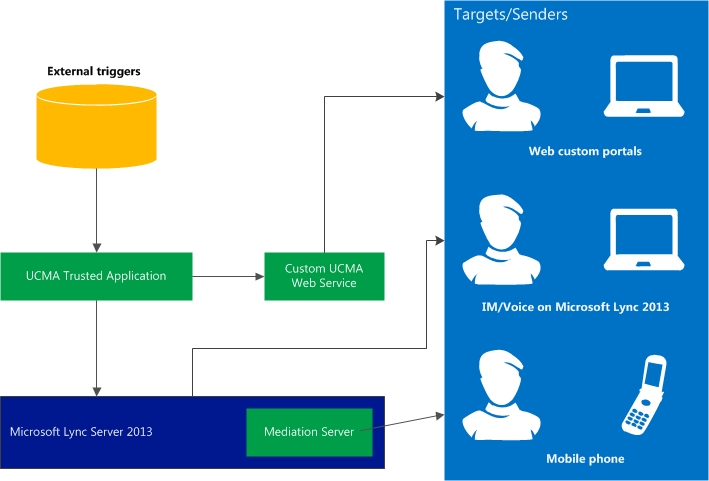 Targets/Senders
External triggers
Web custom portals
UCMA Trusted Application
Custom UCMA
Web Service
IM/Voice on Microsoft Lync 2013
Microsoft Lync Server 2013
Mediation Server
Mobile phone